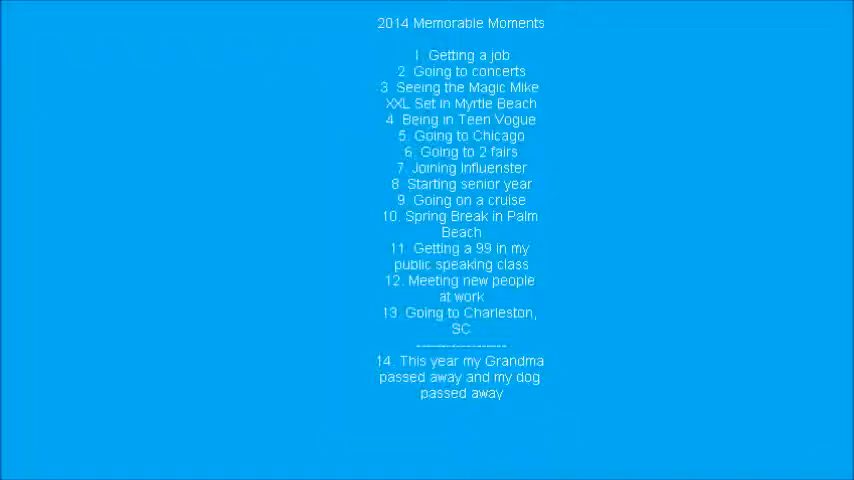 2014 Memorable Moments
1. Getting a job
2. Going to concerts
3. Seeing the Magic Mike
XXL Set in Myrtle Beach
4. Being in Teen Vogue
5. Going to Chicago
6. Going to 2 fairs
7. Joining Influenster
8. Starting senior year
9. Going on a cruise
10. Spring Break in Palm
Beach
11. Getting a 99 in my
public speaking class
12. Meeting new people
at work
13. Going to Charleston,
SC
------------------
14. This year my Grandma
passed away and my dog
passed away